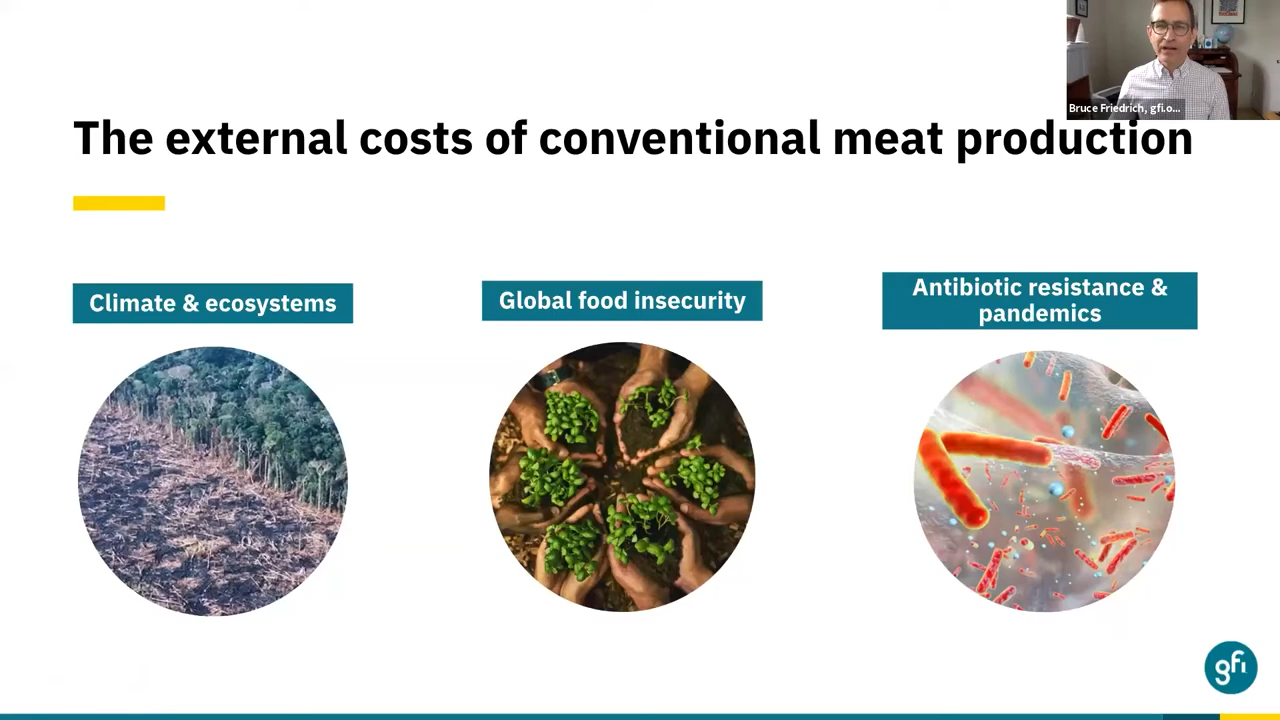 Bruce Friedrich, gfi.o...
The external costs of conventional meat production
Climate & ecosystems
Global food insecurity
Antibiotic resistance &
pandemics
gfi